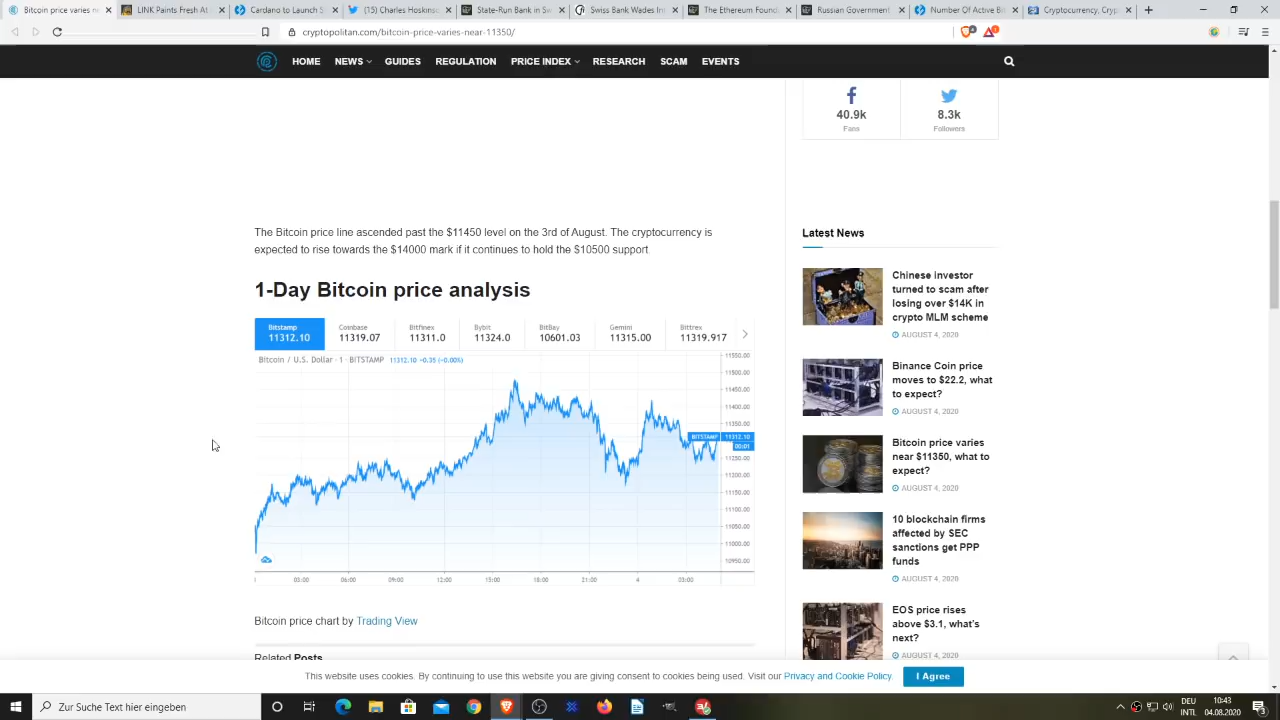 Bitcoin price varies ne
LINK Paints Fresh Al
Cardano to Launch S
(15) Charles Hoskinso
State-Run Bank in Sw
Swiss Bank Wades In
The Ethereum Founda
Russian Government
Number Of Active Bi
Cryptocurrency, Cryp
cryptopolitan.com/bitcoin-price-varies-near-11350/
HOME NEWS GUIDES REGULATION PRICE INDEX RESEARCH SCAM EVENTS
40.9k
Fans
8.3k
Followers
The Bitcoin price line ascended past the $11450 level on the 3rd of August. The cryptocurrency is
expected to rise towards the $14000 mark if it continues to hold the $10500 support.
1-Day Bitcoin price analysis
Bitstamp Coinbase Bitfinex Bybit BitBay Gemini Bittrex
11312.10 11319.07 11311.0 11324.0 10601.03 11315.00 11319.917
Bitcoin / U.S. Dollar · 1 · BITSTAMP 11312.10 −0.35 (−0.00%)
11550.00
11500.00
11450.00
11400.00
11350.00
BITSTAMP 11312.10
00:01
11250.00
11200.00
11150.00
11100.00
11050.00
11000.00
10950.00
03:00 06:00 09:00 12:00 15:00 18:00 21:00 4 03:00
Bitcoin price chart by Trading View
Related Posts
Latest News
Chinese investor
turned to scam after
losing over $14K in
crypto MLM scheme
AUGUST 4, 2020
Binance Coin price
moves to $22.2, what
to expect?
AUGUST 4, 2020
Bitcoin price varies
near $11350, what to
expect?
AUGUST 4, 2020
10 blockchain firms
affected by SEC
sanctions get PPP
funds
AUGUST 4, 2020
EOS price rises
above $3.1, what's
next?
AUGUST 4, 2020
This website uses cookies. By continuing to use this website you are giving consent to cookies being used. Visit our Privacy and Cookie Policy.
I Agree
Zur Suche Text hier eingeben
DEU
INTL
10:43
04.08.2020